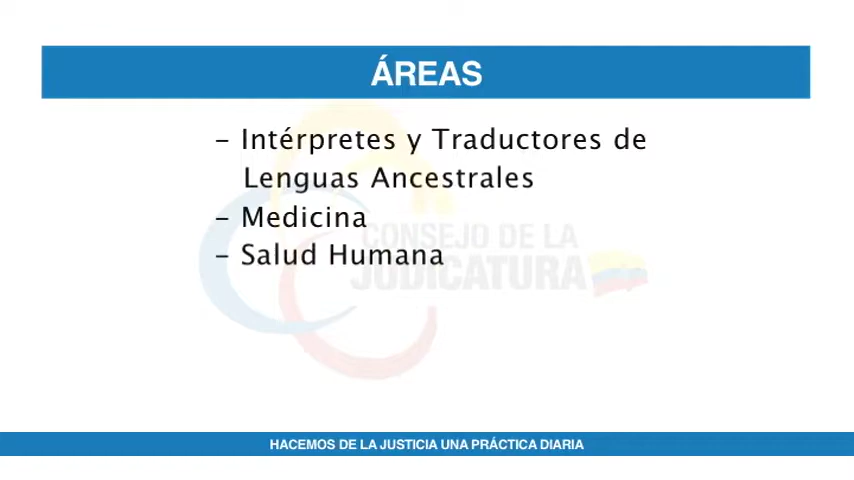 ÁREAS
- Intérpretes y Traductores de
Lenguas Ancestrales
- Medicina
CONSEJO DE LA
- Salud Humana
JUDICATURA
HACEMOS DE LA JUSTICIA UNA PRÁCTICA DIARIA